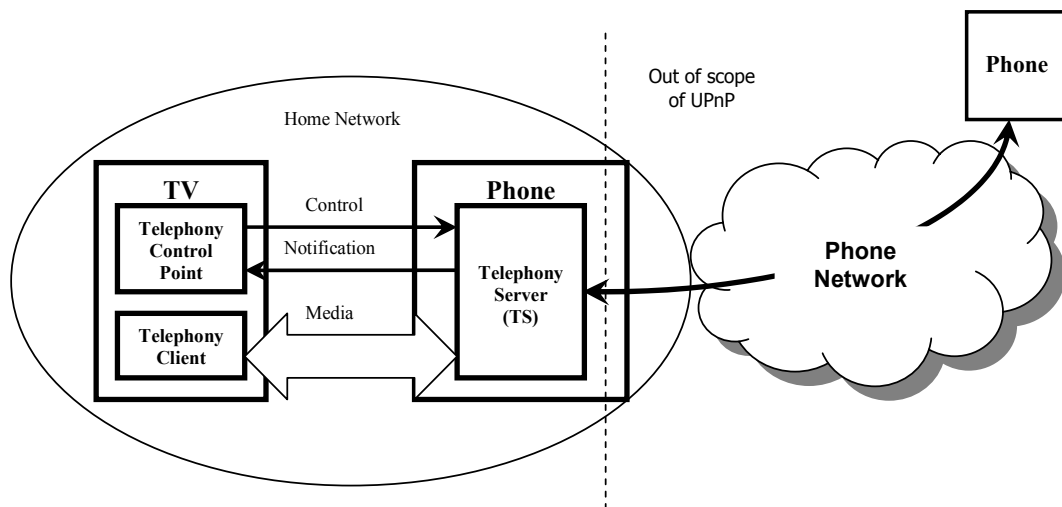 Home Network
Out of scope
of UPnP
Phone
TV
Telephony
Control
Point
Telephony
Client
Control
Notification
Media
Phone
Telephony
Server
(TS)
Phone
Network